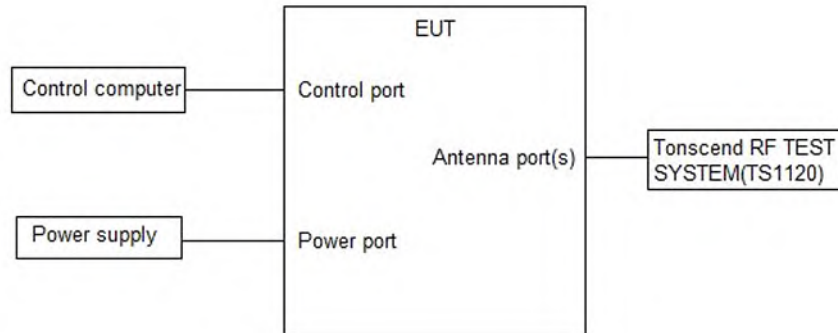 EUT
Control computer
Control port
Antenna port(s)
Tonscend RF TEST
SYSTEM(TS1120)
Power supply
Power port